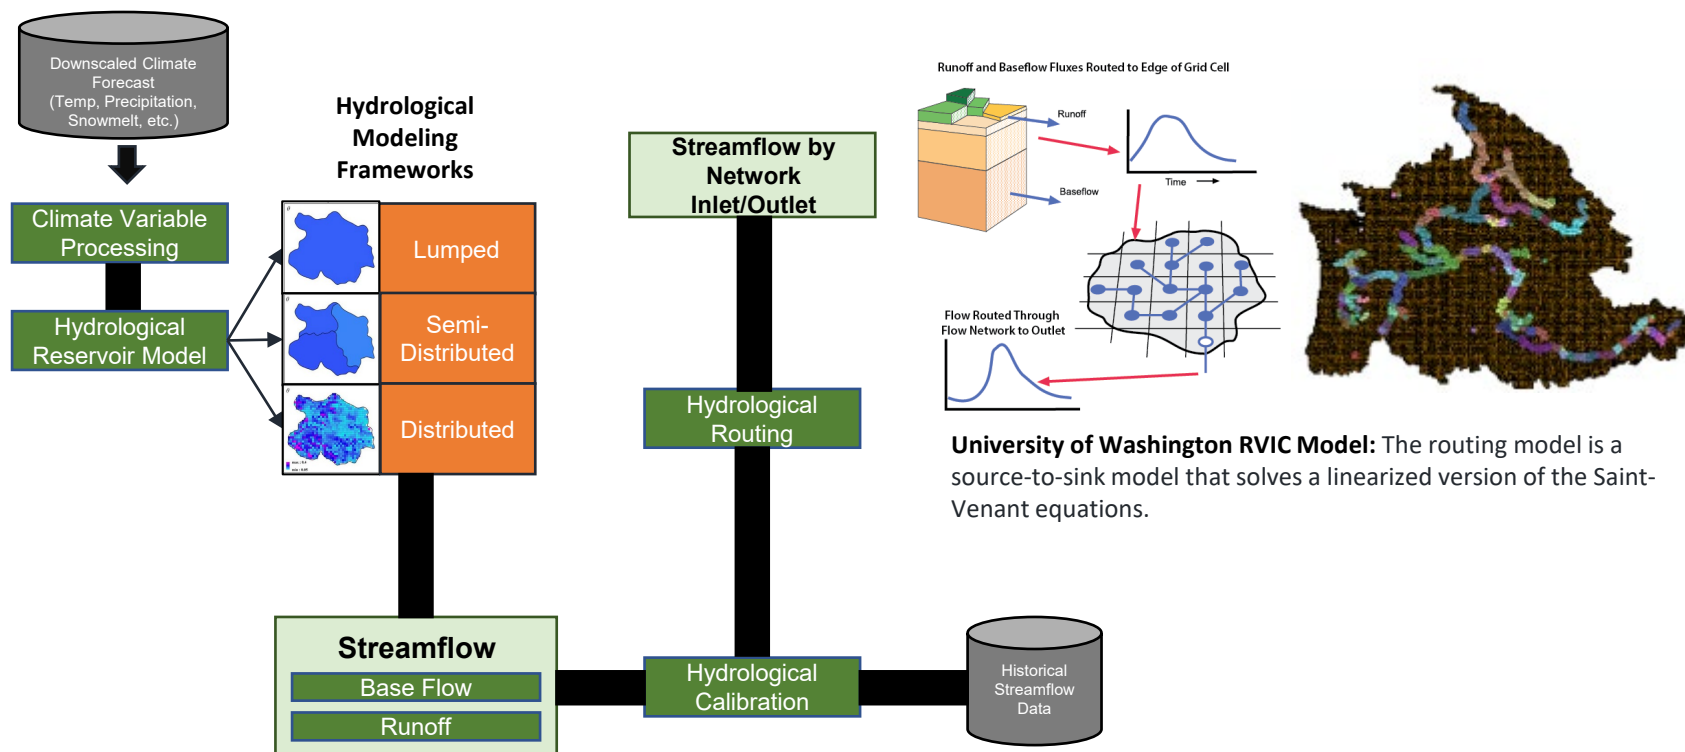 Downscaled Climate
Forecast
(Temp, Precipitation,
Snowmelt, etc.)
Climate Variable
Processing
Hydrological
Reservoir Model
Hydrological
Modeling
Frameworks
Lumped
Semi-
Distributed
Distributed
Streamflow
Base Flow
Runoff
Streamflow by
Network
Inlet/Outlet
Hydrological
Routing
Hydrological
Calibration
Historical
Streamflow
Data
Runoff and Baseflow Fluxes Routed to Edge of Grid Cell
Runoff
Baseflow
Time
Flow Routed Through
Flow Network to Outlet
University of Washington RVIC Model: The routing model is a
source-to-sink model that solves a linearized version of the Saint-
Venant equations.